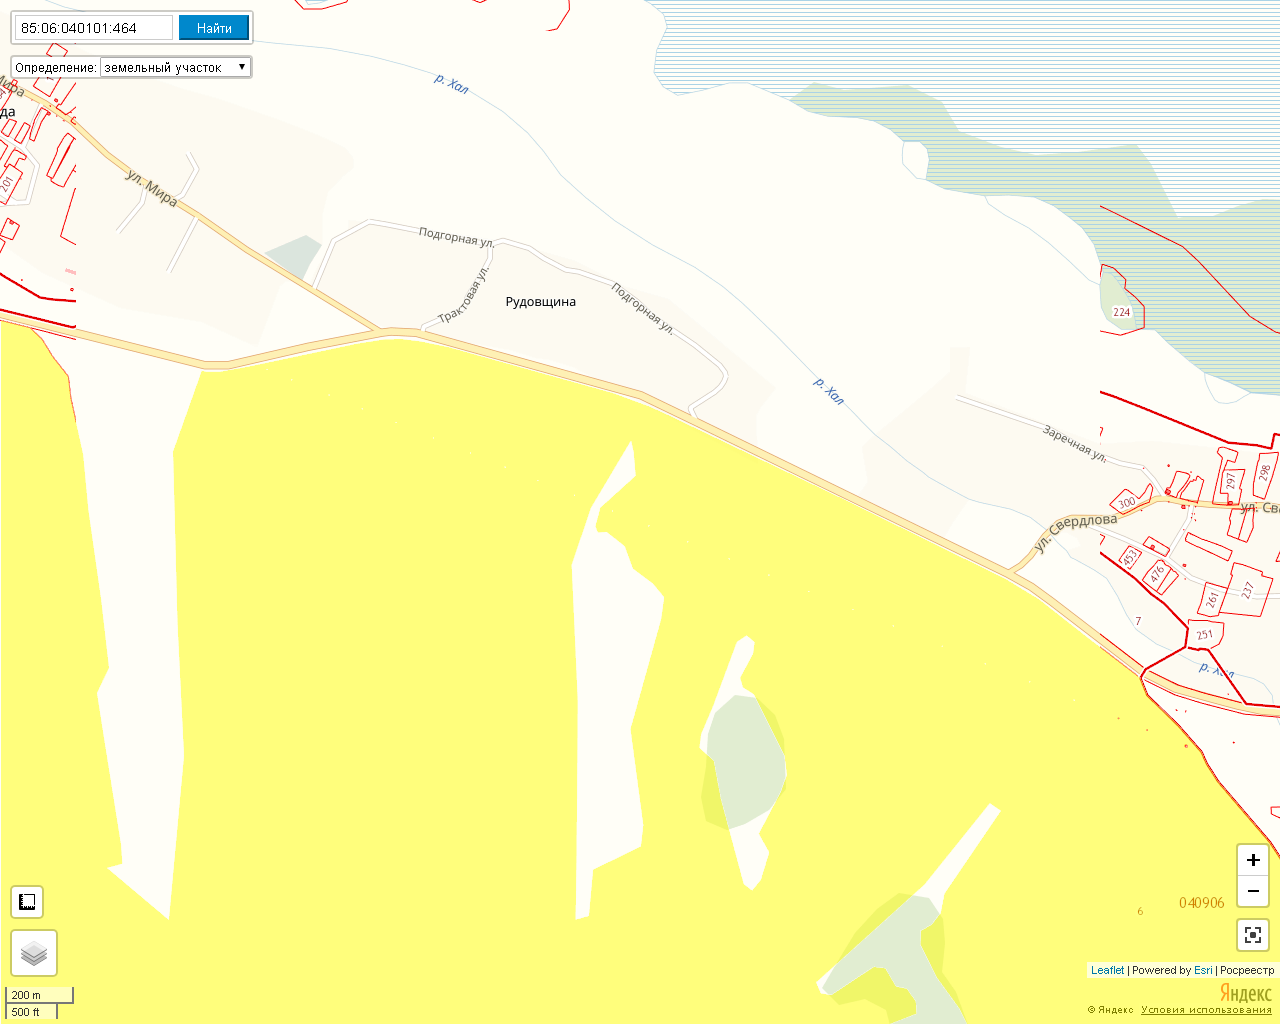 85:06:040101:464
Найти
Определение: земельный участок
Мира
да
201
ул. Мира
р. Хал
Подгорная ул.
Трактовая ул.
Рудовщина
Подгорная ул.
р. Хал
224
Заречная ул.
298
297
300
ул. Свердлова
ул. Св
453
476
261
237
7
251
р. Хал
+
−
040906
6
Leaflet | Powered by Esri | Росреестр
Яндекс
© Яндекс Условия использования
200 m
500 ft